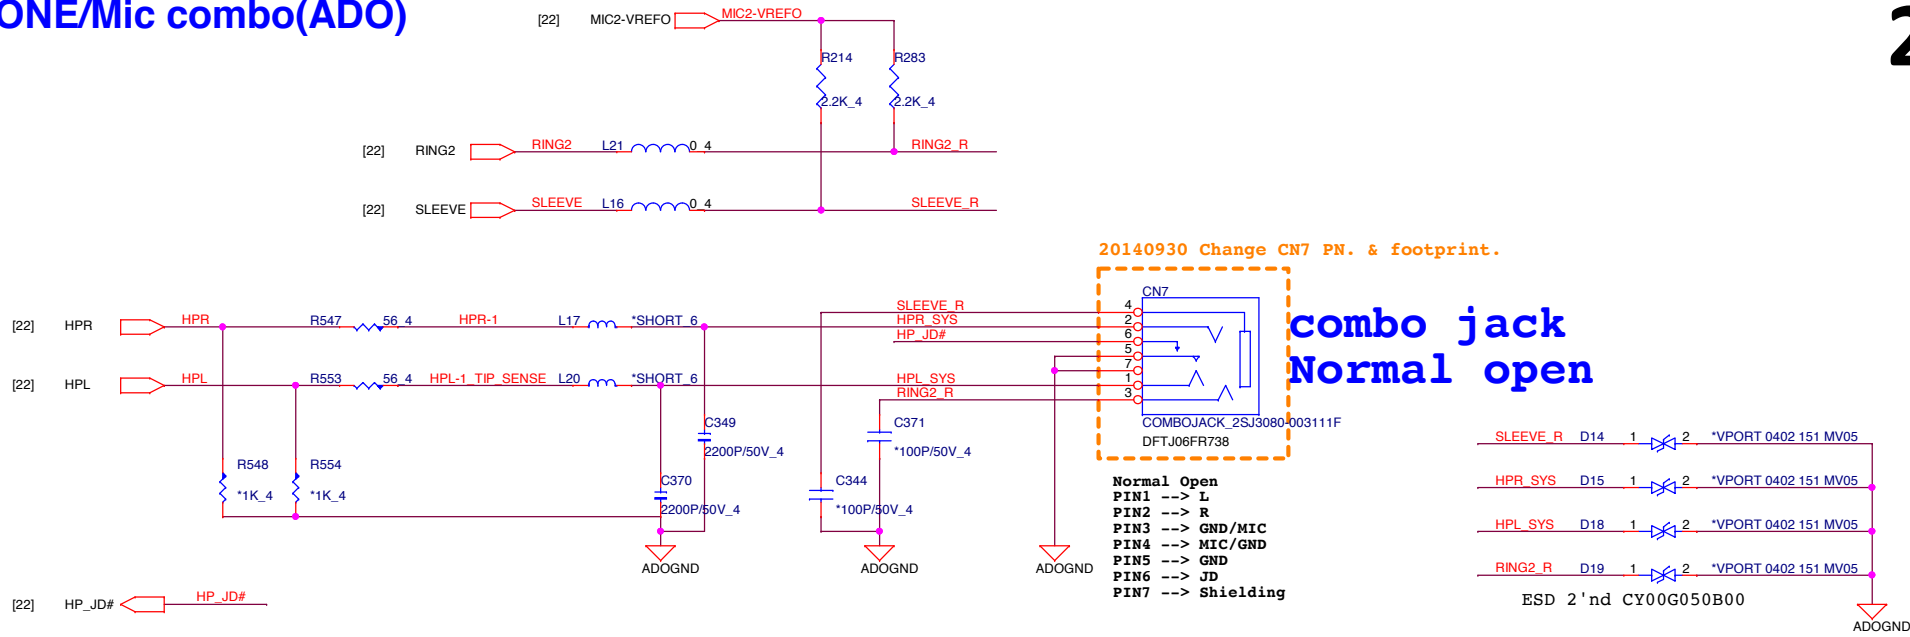 ONE/Mic combo(ADO)
[22] MIC2-VREFO MIC2-VREFO
2
R214 R283
2.2K_4 2.2K_4
[22] RING2 RING2 L21 0_4 RING2_R
[22] SLEEVE SLEEVE L16 0_4 SLEEVE_R
20140930 Change CN7 PN. & footprint.
CN7
[22] HPR HPR R547 56_4 HPR-1 L17 *SHORT_6
SLEEVE_R 4
HPR_SYS 2
HP_JD# 6
5
7
[22] HPL HPL R553 56_4 HPL-1_TIP_SENSE L20 *SHORT_6 HPL_SYS 1
RING2_R 3
combo jack
Normal open
COMBOJACK_2SJ3080-003111F
DFTJ06FR738
C349
2200P/50V_4
C371
*100P/50V_4
R548 R554
*1K_4 *1K_4
C370
2200P/50V_4
C344
*100P/50V_4
ADOGND ADOGND ADOGND
Normal Open
PIN1 --> L
PIN2 --> R
PIN3 --> GND/MIC
PIN4 --> MIC/GND
PIN5 --> GND
PIN6 --> JD
PIN7 --> Shielding
SLEEVE_R D14 1 2 *VPORT 0402 151 MV05
HPR_SYS D15 1 2 *VPORT 0402 151 MV05
HPL_SYS D18 1 2 *VPORT 0402 151 MV05
RING2_R D19 1 2 *VPORT 0402 151 MV05
ESD 2'nd CY00G050B00
ADOGND
[22] HP_JD# HP_JD#